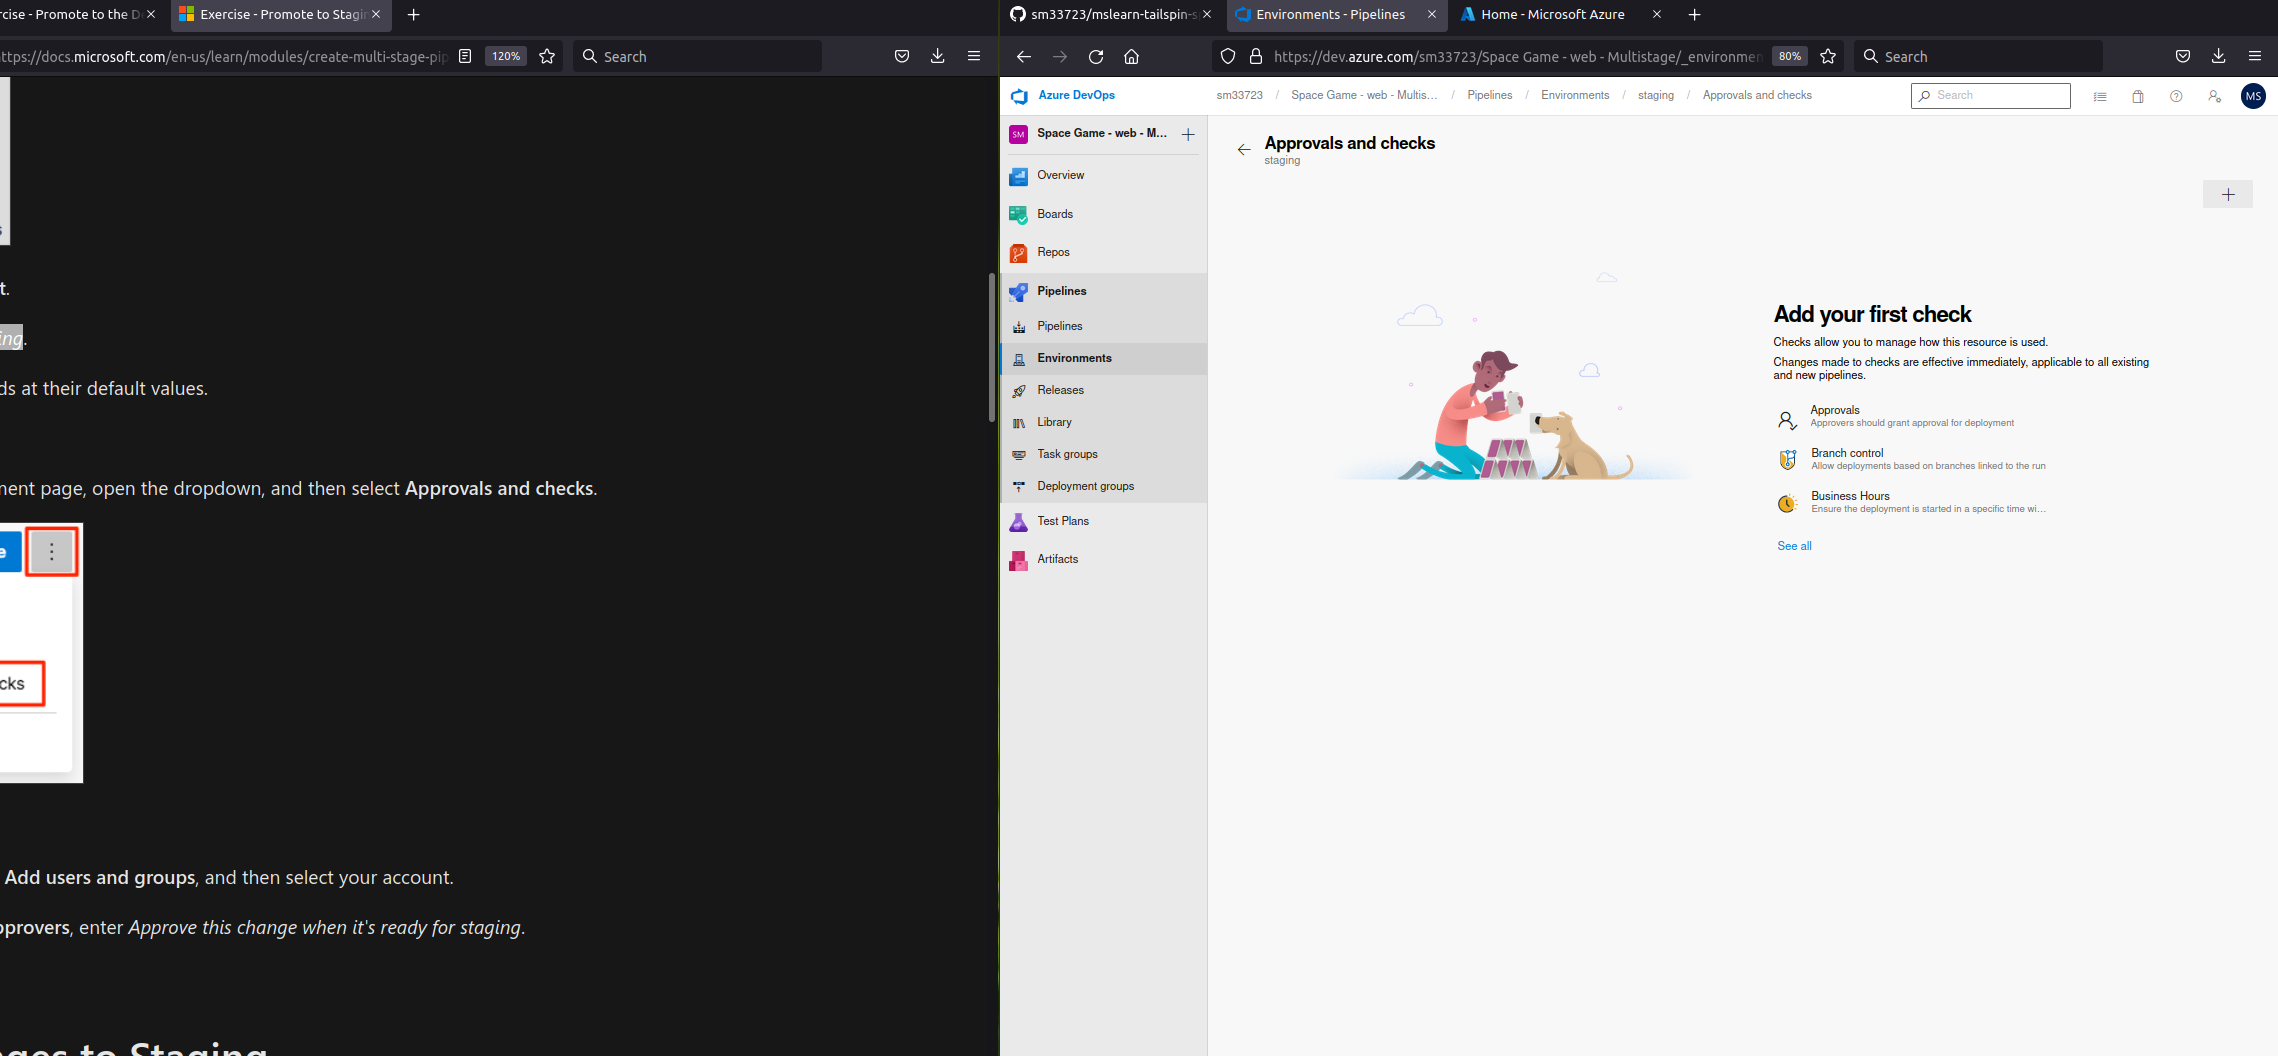 rcise - Promote to the D
Exercise - Promote to Stagin
ttps://docs.microsoft.com/en-us/learn/modules/create-multi-stage-pip
120%
Search
s
t.
ing.
ds at their default values.
ment page, open the dropdown, and then select Approvals and checks.
e
cks
Add users and groups, and then select your account.
pprovers, enter Approve this change when it's ready for staging.
ges to Staging
sm33723/mslearn-tailspin-s
Environments - Pipelines
Home - Microsoft Azure
https://dev.azure.com/sm33723/Space Game - web - Multistage/_environmen
80%
Search
Azure DevOps
sm33723 / Space Game - web - Multis... / Pipelines / Environments / staging / Approvals and checks
Search
MS
SM
Space Game - web - M...
Overview
Boards
Repos
Pipelines
Pipelines
Environments
Releases
Library
Task groups
Deployment groups
Test Plans
Artifacts
Approvals and checks
staging
Add your first check
Checks allow you to manage how this resource is used.
Changes made to checks are effective immediately, applicable to all existing
and new pipelines.
Approvals
Approvers should grant approval for deployment
Branch control
Allow deployments based on branches linked to the run
Business Hours
Ensure the deployment is started in a specific time wi...
See all